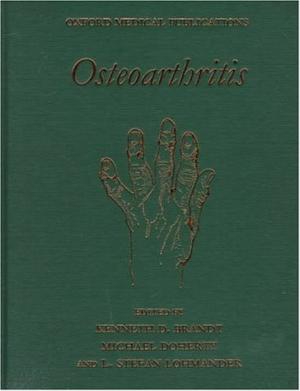 OXFORD MEDICAL PUBLICATIONS
Osteoarthritis
EDITED BY
KENNETH D. BRANDT
MICHAEL DOHERTY
AND L. STEFAN LOHMANDER